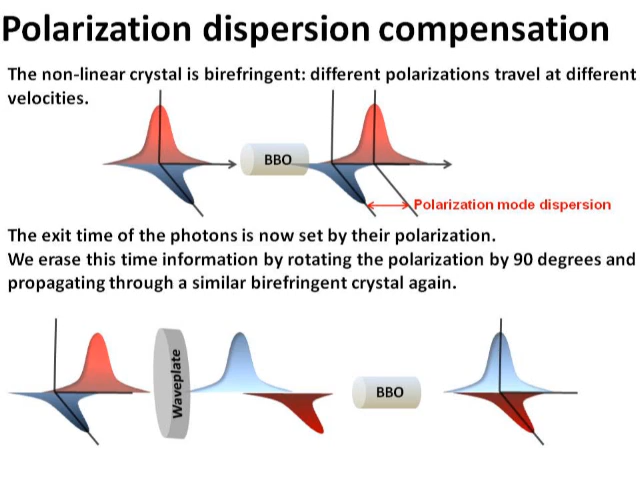 Polarization dispersion compensation
The non-linear crystal is birefringent: different polarizations travel at different
velocities.
BBO
Polarization mode dispersion
The exit time of the photons is now set by their polarization.
We erase this time information by rotating the polarization by 90 degrees and
propagating through a similar birefringent crystal again.
Waveplate
BBO